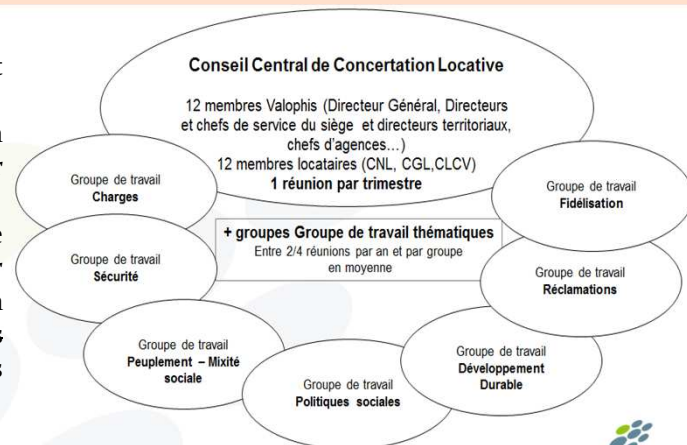 Conseil Central de Concertation Locative
12 membres Valophis (Directeur Général, Directeurs
et chefs de service du siège et directeurs territoriaux,
chefs d'agences…)
12 membres locataires (CNL, CGL,CLCV)
1 réunion par trimestre
Groupe de travail
Charges
Groupe de travail
Fidélisation
+ groupes Groupe de travail thématiques
Entre 2/4 réunions par an et par groupe
en moyenne
Groupe de travail
Sécurité
Groupe de travail
Réclamations
Groupe de travail
Peuplement – Mixité
sociale
Groupe de travail
Développement
Durable
Groupe de travail
Politiques sociales